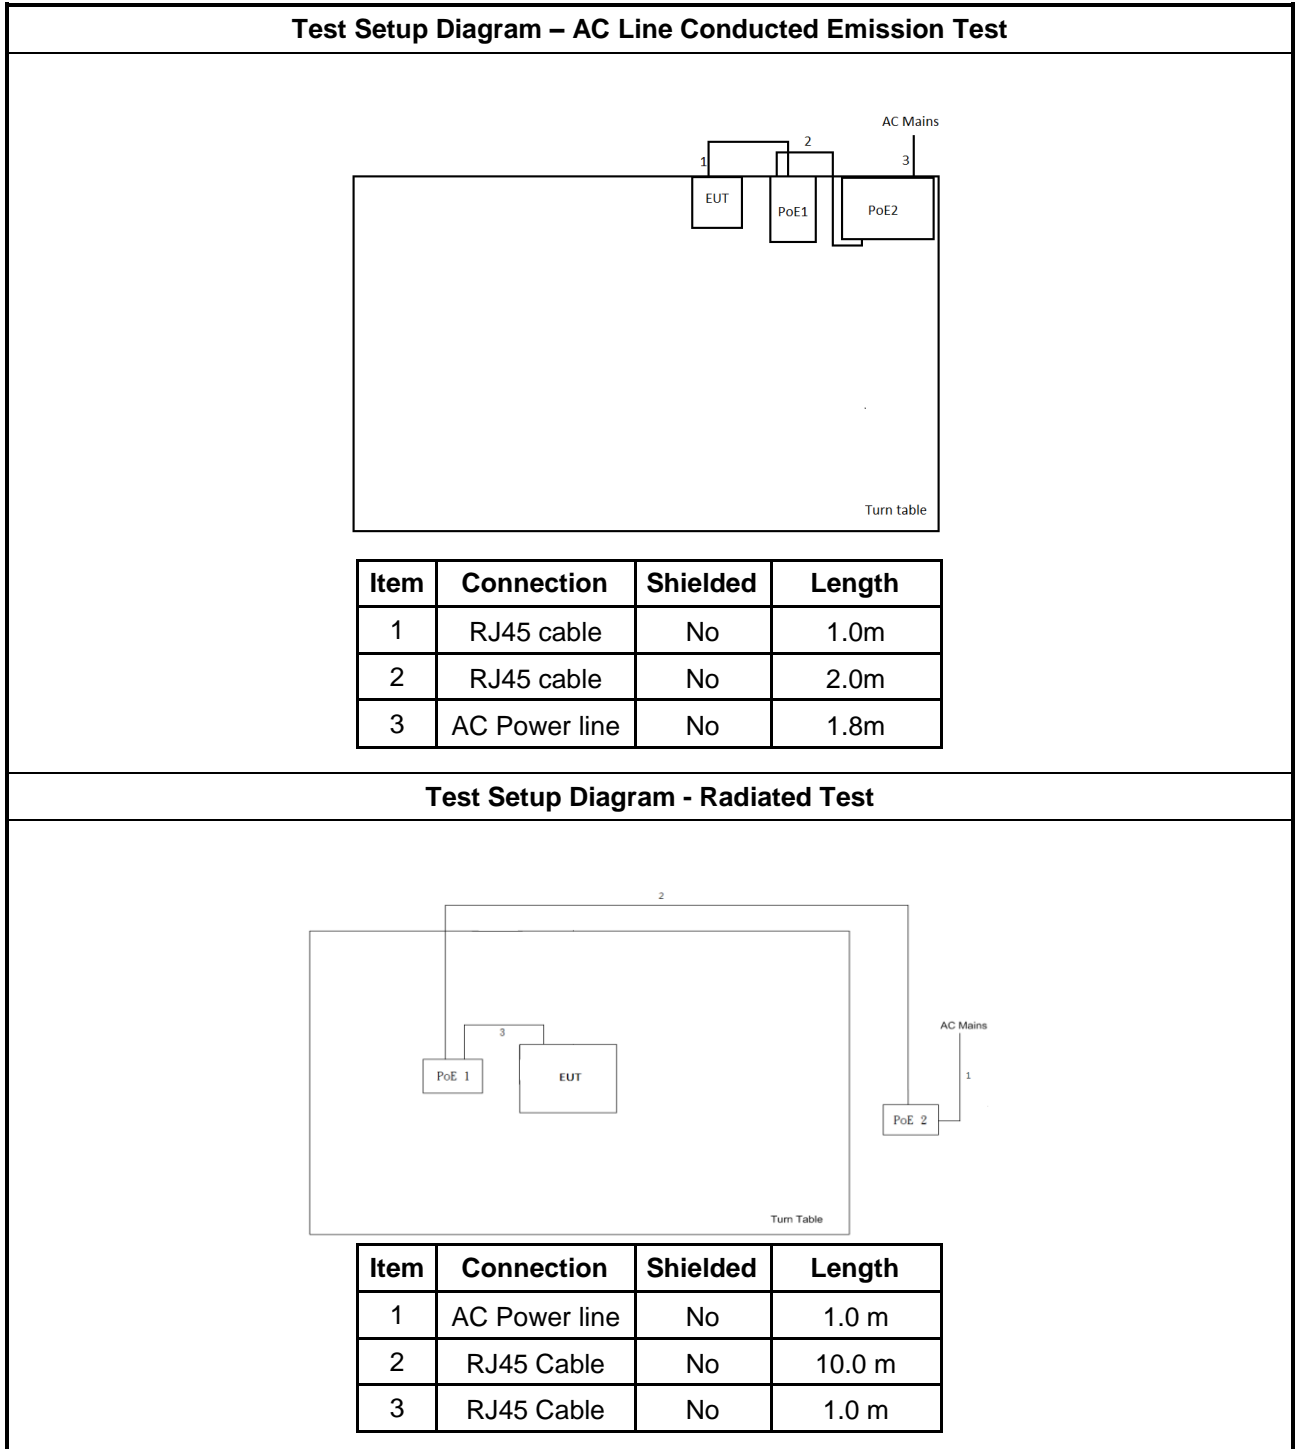 Test Setup Diagram – AC Line Conducted Emission Test
AC Mains
2
1
3
EUT
PoE1
PoE2
Turn table
Item Connection Shielded Length
1 RJ45 cable No 1.0m
2 RJ45 cable No 2.0m
3 AC Power line No 1.8m
Test Setup Diagram - Radiated Test
2
AC Mains
3
PoE 1
EUT
1
PoE 2
Turn Table
Item Connection Shielded Length
1 AC Power line No 1.0 m
2 RJ45 Cable No 10.0 m
3 RJ45 Cable No 1.0 m